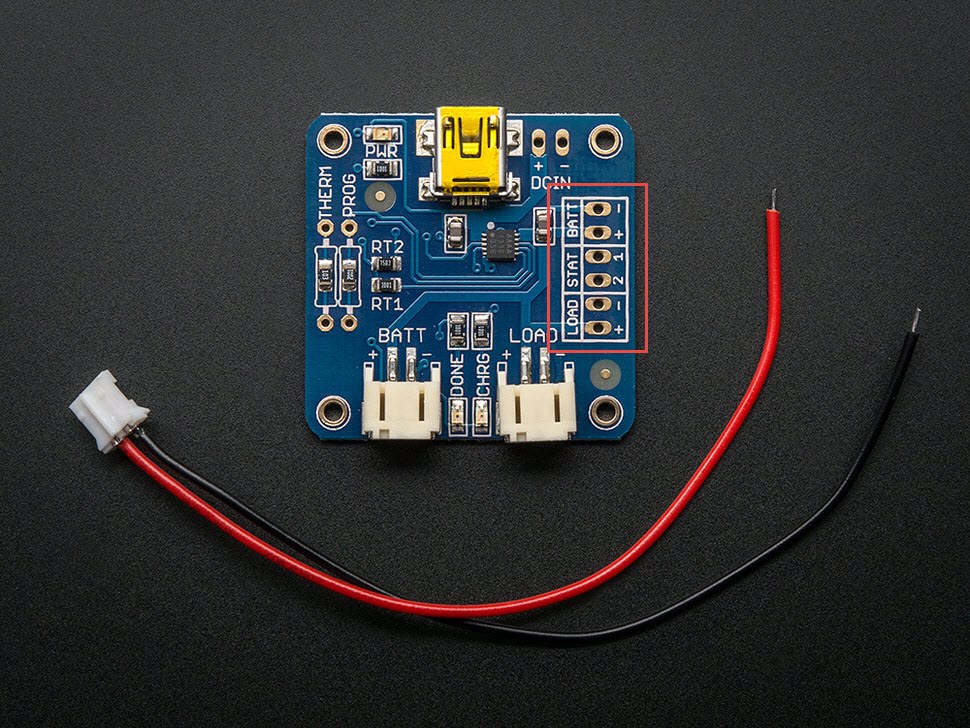 PWR
+ -
DCIN
THERM
PROG
BATT
-
+
STAT
1
2
LOAD
-
+
RT2
RT1
BATT
+ -
LOAD
+ -
DONE
CHRG